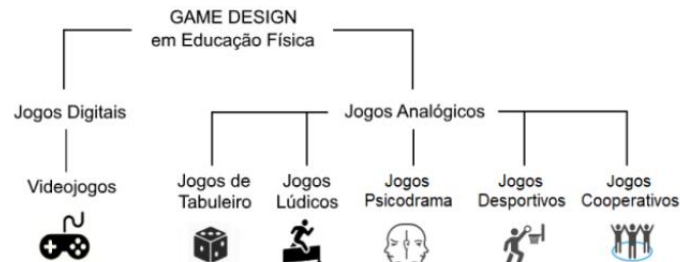 GAME DESIGN
em Educação Física
Jogos Digitais
Jogos Analógicos
Videojogos
Jogos de
Tabuleiro
Jogos
Lúdicos
Jogos
Psicodrama
Jogos
Desportivos
Jogos
Cooperativos